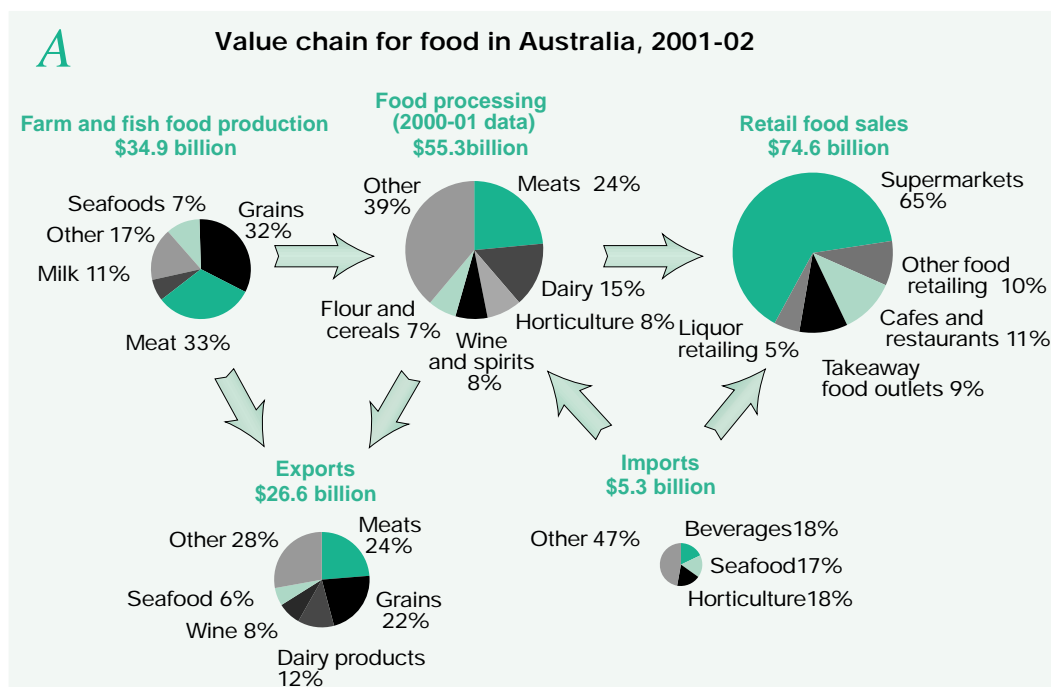 A
Value chain for food in Australia, 2001-02
Farm and fish food production
$34.9 billion
Seafoods 7%
Grains
32%
Other 17%
Milk 11%
Meat 33%
Food processing
(2000-01 data)
$55.3billion
Other
39%
Meats 24%
Dairy 15%
Horticulture 8%
Flour and
cereals 7%
Wine
and spirits
8%
Retail food sales
$74.6 billion
Supermarkets
65%
Other food
retailing 10%
Cafes and
restaurants 11%
Liquor
retailing 5%
Takeaway
food outlets 9%
Exports
$26.6 billion
Other 28%
Meats
24%
Seafood 6%
Grains
22%
Wine 8%
Dairy products
12%
Imports
$5.3 billion
Other 47%
Beverages18%
Seafood17%
Horticulture18%